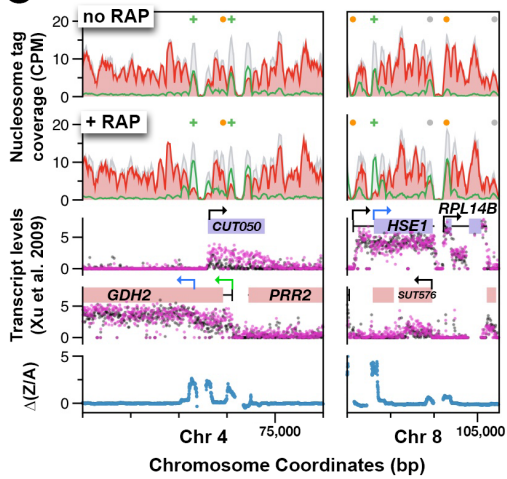 no RAP
Nucleosome tag
coverage (CPM)
20
10
0
+ +
+
+ RAP
20
10
0
+ +
+
Transcript levels
(Xu et al. 2009)
5
0
CUT050
HSE1
RPL14B
5
0
GDH2
PRR2
SUT576
Δ(Z/A)
5
0
Chr 4
75,000
Chr 8
105,000
Chromosome Coordinates (bp)